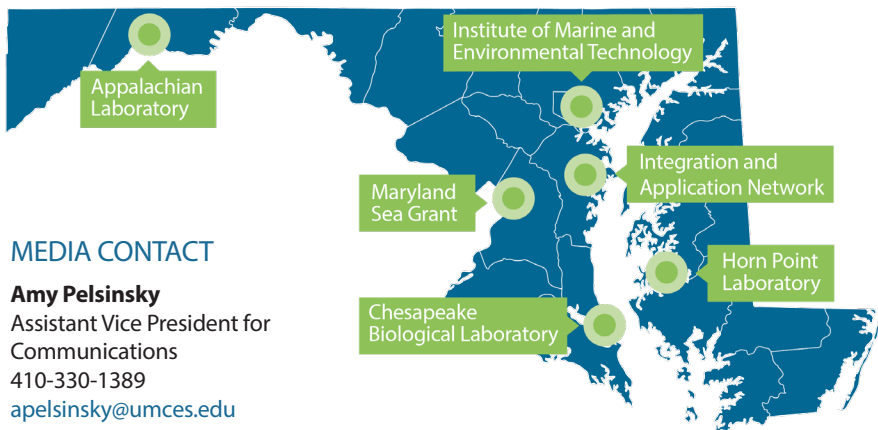 Institute of Marine and
Environmental Technology
Appalachian
Laboratory
Integration and
Application Network
Maryland
Sea Grant
Horn Point
Laboratory
Chesapeake
Biological Laboratory
MEDIA CONTACT
Amy Pelsinsky
Assistant Vice President for
Communications
410-330-1389
apelsinsky@umces.edu